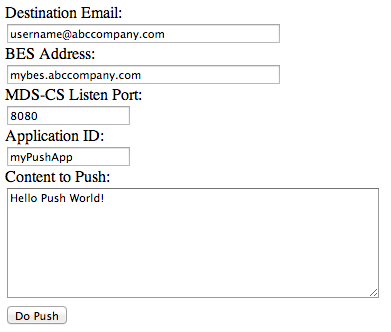 Destination Email:
username@abccompany.com
BES Address:
mybes.abccompany.com
MDS-CS Listen Port:
8080
Application ID:
myPushApp
Content to Push:
Hello Push World!
Do Push